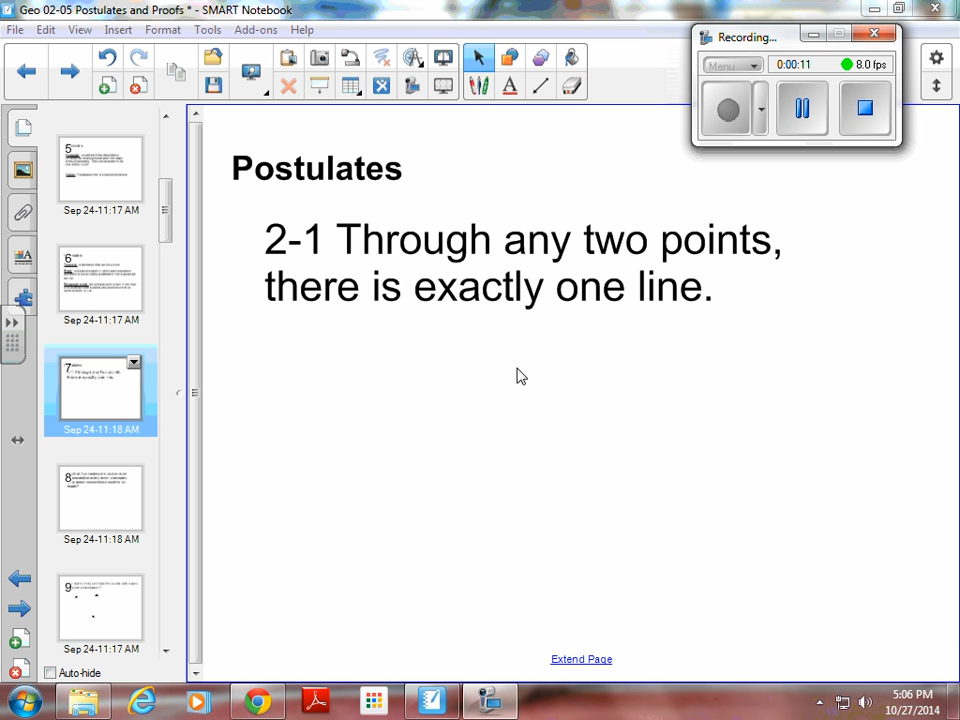 Geo 02-05 Postulates and Proofs * - SMART Notebook
File Edit View Insert Format Tools Add-ons Help
Recording...
Menu 0:00:11 8.0 fps
5
Sep 24-11:17 AM
6
Sep 24-11:17 AM
7
Sep 24-11:18 AM
8
Sep 24-11:18 AM
9
Sep 24-11:17 AM
Auto-hide
Postulates
2-1 Through any two points,
there is exactly one line.
Extend Page
5:06 PM
10/27/2014